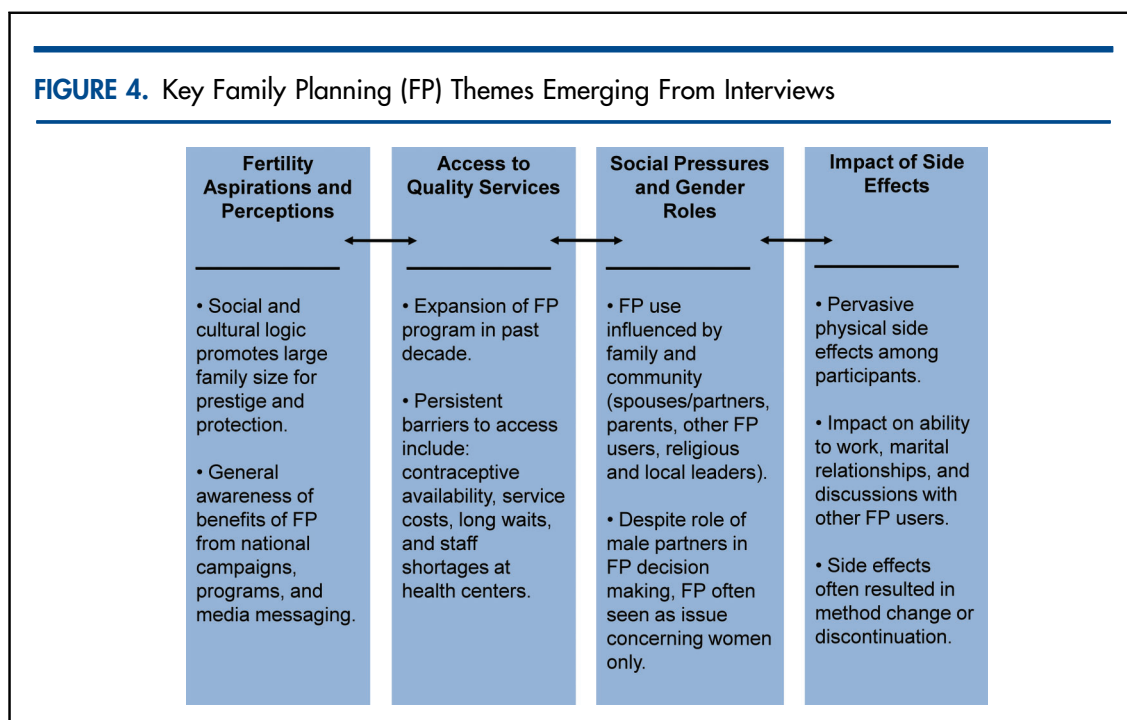 FIGURE 4. Key Family Planning (FP) Themes Emerging From Interviews
Fertility
Aspirations and
Perceptions
• Social and
cultural logic
promotes large
family size for
prestige and
protection.
• General
awareness of
benefits of FP
from national
campaigns,
programs, and
media messaging.
Access to
Quality Services
• Expansion of FP
program in past
decade.
• Persistent
barriers to access
include:
contraceptive
availability, service
costs, long waits,
and staff
shortages at
health centers.
Social Pressures
and Gender
Roles
• FP use
influenced by
family and
community
(spouses/partners,
parents, other FP
users, religious
and local leaders).
• Despite role of
male partners in
FP decision
making, FP often
seen as issue
concerning women
only.
Impact of Side
Effects
• Pervasive
physical side
effects among
participants.
• Impact on ability
to work, marital
relationships, and
discussions with
other FP users.
• Side effects
often resulted in
method change or
discontinuation.